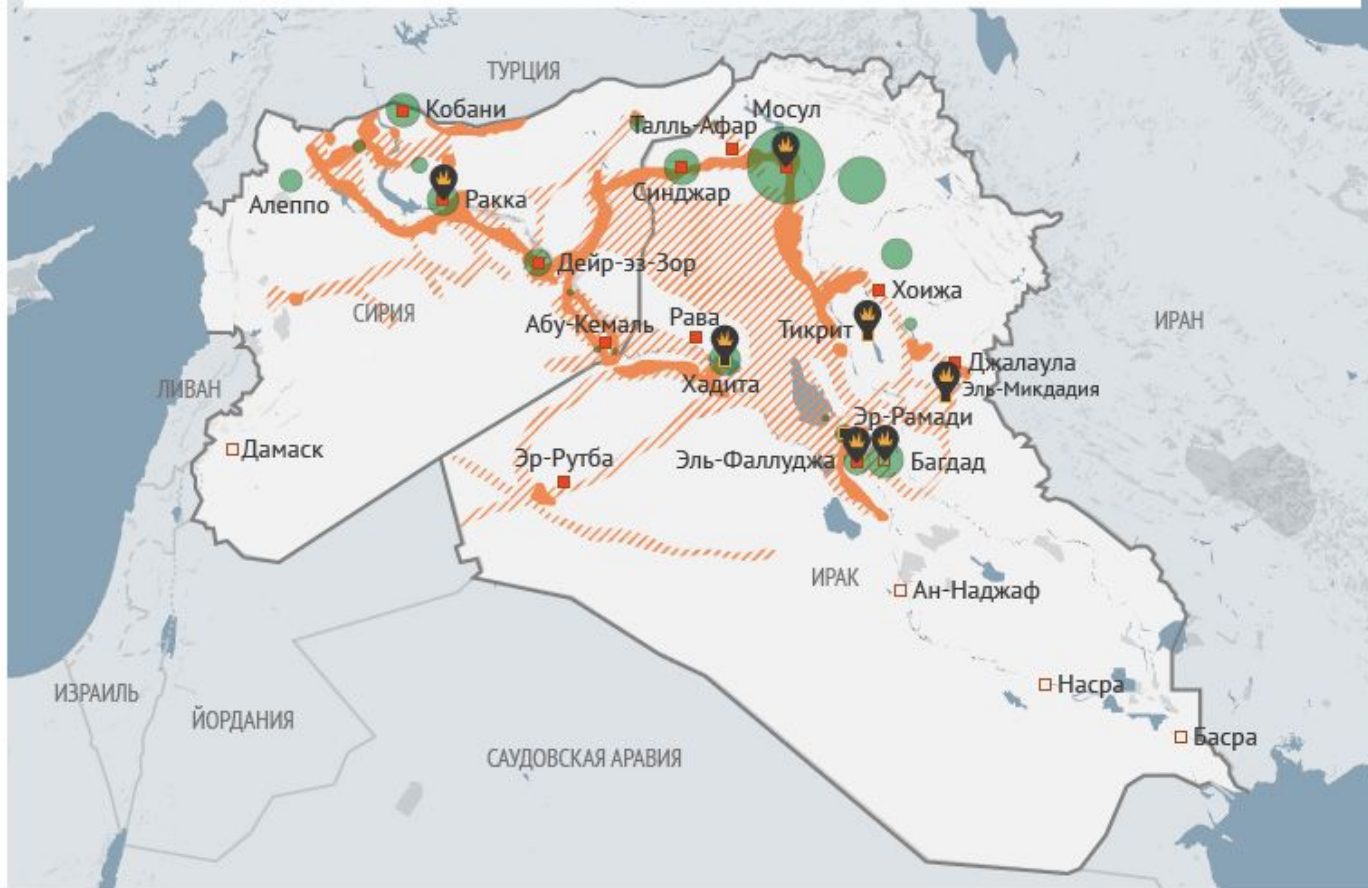 ТУРЦИЯ
Кобани
Мосул
Талль-Афар
Синджар
Алеппо
Ракка
Дейр-эз-Зор
Хоижа
СИРИЯ
Абу-Кемаль
Рава
Тикрит
ИРАН
Джалаула
Хадита
Эль-Микдадия
ЛИВАН
Эр-Рамади
Дамаск
Эр-Рутба
Эль-Фаллуджа
Багдад
ИРАК
Ан-Наджаф
ИЗРАИЛЬ
Насра
ЙОРДАНИЯ
Басра
САУДОВСКАЯ АРАВИЯ